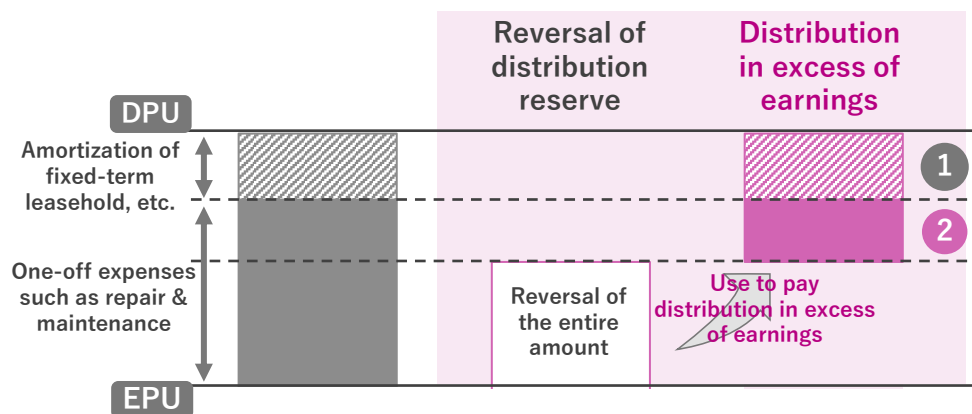 Reversal of
distribution
reserve
Distribution
in excess of
earnings
DPU
Amortization of
fixed-term
leasehold, etc.
1
2
One-off expenses
such as repair &
maintenance
Reversal of
the entire
amount
Use to pay
distribution in excess
of earnings
EPU